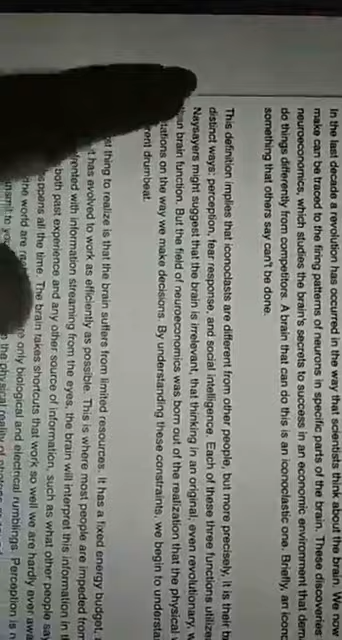 In the last decade a revolution has occurred in the way that scientists think about the brain. We now
make can be traced to the firing patterns of neurons in specific parts of the brain. These discoveries
neuroeconomics, which studies the brain's secrets to success in an economic environment that
do things differently from competitors. A brain that can do this is an iconoclastic one. Briefly, an
something that others say can't be done.
This definition implies that iconoclasts are different from other people, but more precisely, it is their
distinct ways: perception, fear response, and social intelligence. Each of these three functions
Naysayers might suggest that the brain is irrelevant, that thinking in an original, even revolutionary,
brain function. But the field of neuroeconomics was born out of the realization that the physical
on the way we make decisions. By understanding these constraints, we begin to
drumbeat.
thing to realize is that the brain suffers from limited resources. It has a fixed energy budget,
has evolved to work as efficiently as possible. This is where most people are impeded from
with information streaming from the eyes, the brain will interpret this information in
both past experience and any other source of information, such as what other people
all the time. The brain takes shortcuts that work so well we are hardly ever
world are only biological and electrical rumblings. Perception is
the physical reality of